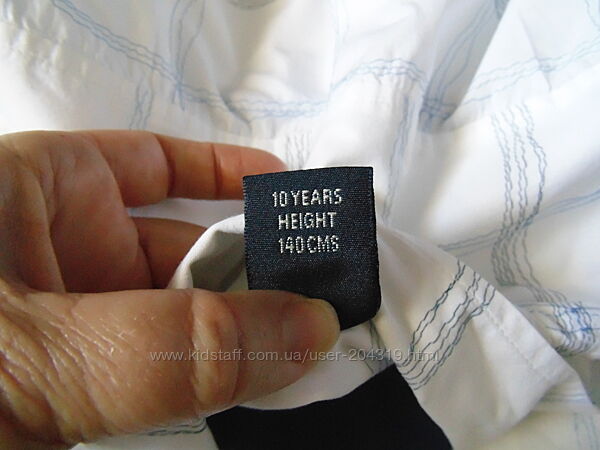 10 YEARS
HEIGHT
140 CMS
www.kidstaff.com.ua/user-204319.html